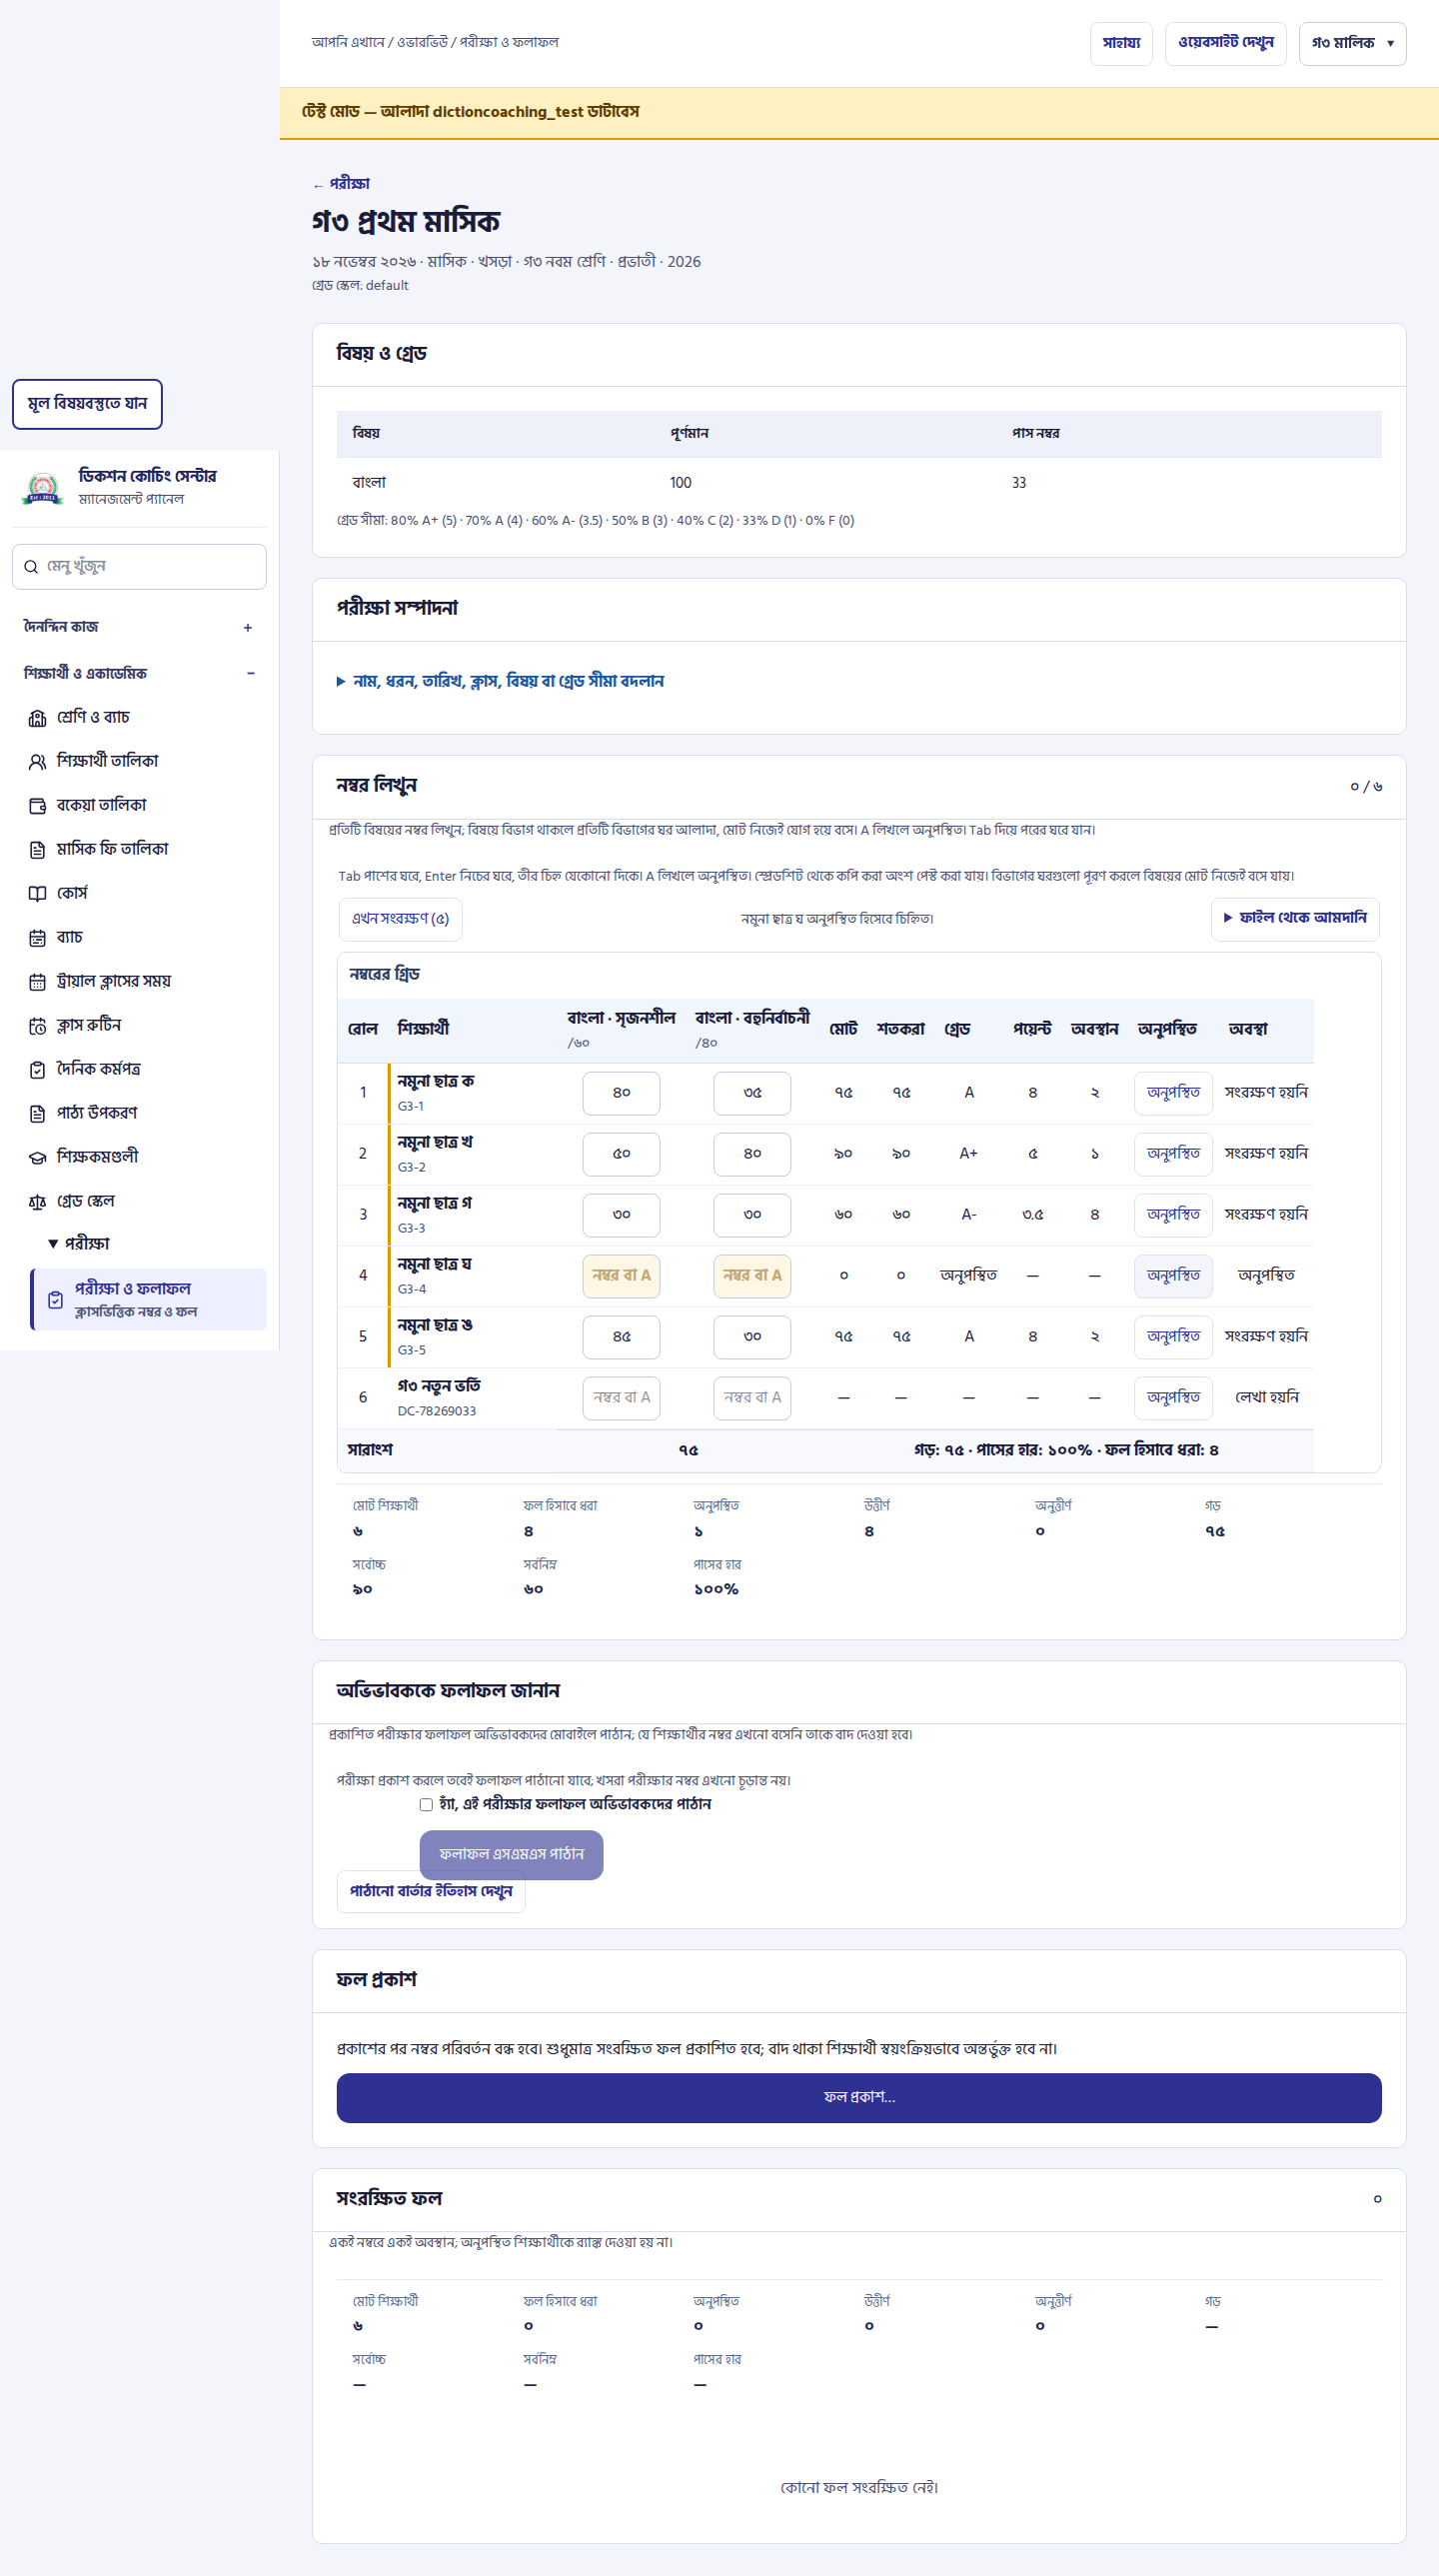 আপনি এখানে / ওভারভিউ / পরীক্ষা ও ফলাফল
সাহায্য
ওয়েবসাইট দেখুন
গ৩ মালিক ▾
টেস্ট মোড — আলাদা dictioncoaching_test ডাটাবেস
← পরীক্ষা
গ৩ প্রথম মাসিক
১৮ নভেম্বর ২০২৬ · মাসিক · খসড়া · গ৩ নবম শ্রেণি · প্রভাতী · 2026
গ্রেড স্কেল: default
মূল বিষয়বস্তুতে যান
Est : 2011
ডিকশন কোচিং সেন্টার
ম্যানেজমেন্ট প্যানেল
মেনু খুঁজুন
দৈনন্দিন কাজ +
শিক্ষার্থী ও একাডেমিক −
শ্রেণি ও ব্যাচ
শিক্ষার্থী তালিকা
বকেয়া তালিকা
মাসিক ফি তালিকা
কোর্স
ব্যাচ
ট্রায়াল ক্লাসের সময়
ক্লাস রুটিন
দৈনিক কর্মপত্র
পাঠ্য উপকরণ
শিক্ষকমণ্ডলী
গ্রেড স্কেল
▼ পরীক্ষা
পরীক্ষা ও ফলাফল
ক্লাসভিত্তিক নম্বর ও ফল
বিষয় ও গ্রেড
বিষয় পূর্ণমান পাস নম্বর
বাংলা 100 33
গ্রেড সীমা: 80% A+ (5) · 70% A (4) · 60% A- (3.5) · 50% B (3) · 40% C (2) · 33% D (1) · 0% F (0)
পরীক্ষা সম্পাদনা
▶ নাম, ধরন, তারিখ, ক্লাস, বিষয় বা গ্রেড সীমা বদলান
নম্বর লিখুন ০ / ৬
প্রতিটি বিষয়ের নম্বর লিখুন; বিষয়ে বিভাগ থাকলে প্রতিটি বিভাগের ঘর আলাদা, মোট নিজেই যোগ হয়ে বসে। A লিখলে অনুপস্থিত। Tab দিয়ে পরের ঘরে যান।
Tab পাশের ঘরে, Enter নিচের ঘরে, তীর চিহ্ন যেকোনো দিকে। A লিখলে অনুপস্থিত। স্প্রেডশিট থেকে কপি করা অংশ পেস্ট করা যায়। বিভাগের ঘরগুলো পূরণ করলে বিষয়ের মোট নিজেই বসে যায়।
এখন সংরক্ষণ (৫) নমুনা ছাত্র ঘ অনুপস্থিত হিসেবে চিহ্নিত। ▶ ফাইল থেকে আমদানি
নম্বরের গ্রিড
রোল শিক্ষার্থী বাংলা · সৃজনশীল বাংলা · বহুনির্বাচনী মোট শতকরা গ্রেড পয়েন্ট অবস্থান অনুপস্থিত অবস্থা
/৬০ /৪০
1 নমুনা ছাত্র ক ৪০ ৩৫ ৭৫ ৭৫ A ৪ ২ অনুপস্থিত সংরক্ষণ হয়নি
G3-1
2 নমুনা ছাত্র খ ৫০ ৪০ ৯০ ৯০ A+ ৫ ১ অনুপস্থিত সংরক্ষণ হয়নি
G3-2
3 নমুনা ছাত্র গ ৩০ ৩০ ৬০ ৬০ A- ৩.৫ ৪ অনুপস্থিত সংরক্ষণ হয়নি
G3-3
4 নমুনা ছাত্র ঘ নম্বর বা A নম্বর বা A ০ ০ অনুপস্থিত — — অনুপস্থিত অনুপস্থিত
G3-4
5 নমুনা ছাত্র ঙ ৪৫ ৩০ ৭৫ ৭৫ A ৪ ২ অনুপস্থিত সংরক্ষণ হয়নি
G3-5
6 গ৩ নতুন ভর্তি নম্বর বা A নম্বর বা A — — — — — অনুপস্থিত লেখা হয়নি
DC-78269033
সারাংশ ৭৫ গড়: ৭৫ · পাসের হার: ১০০% · ফল হিসাবে ধরা: ৪
মোট শিক্ষার্থী ফল হিসাবে ধরা অনুপস্থিত উত্তীর্ণ অনুত্তীর্ণ গড়
৬ ৪ ১ ৪ ০ ৭৫
সর্বোচ্চ সর্বনিম্ন পাসের হার
৯০ ৬০ ১০০%
অভিভাবককে ফলাফল জানান
প্রকাশিত পরীক্ষার ফলাফল অভিভাবকদের মোবাইলে পাঠান; যে শিক্ষার্থীর নম্বর এখনো বসেনি তাকে বাদ দেওয়া হবে।
পরীক্ষা প্রকাশ করলে তবেই ফলাফল পাঠানো যাবে; খসরা পরীক্ষার নম্বর এখনো চূড়ান্ত নয়।
হ্যাঁ, এই পরীক্ষার ফলাফল অভিভাবকদের পাঠান
ফলাফল এসএমএস পাঠান
পাঠানো বার্তার ইতিহাস দেখুন
ফল প্রকাশ
প্রকাশের পর নম্বর পরিবর্তন বন্ধ হবে। শুধুমাত্র সংরক্ষিত ফল প্রকাশিত হবে; বাদ থাকা শিক্ষার্থী স্বয়ংক্রিয়ভাবে অন্তর্ভুক্ত হবে না।
ফল প্রকাশ...
সংরক্ষিত ফল ০
একই নম্বরে একই অবস্থান; অনুপস্থিত শিক্ষার্থীকে র‍্যাঙ্ক দেওয়া হয় না।
মোট শিক্ষার্থী ফল হিসাবে ধরা অনুপস্থিত উত্তীর্ণ অনুত্তীর্ণ গড়
৬ ০ ০ ০ ০ —
সর্বোচ্চ সর্বনিম্ন পাসের হার
— — —
কোনো ফল সংরক্ষিত নেই।